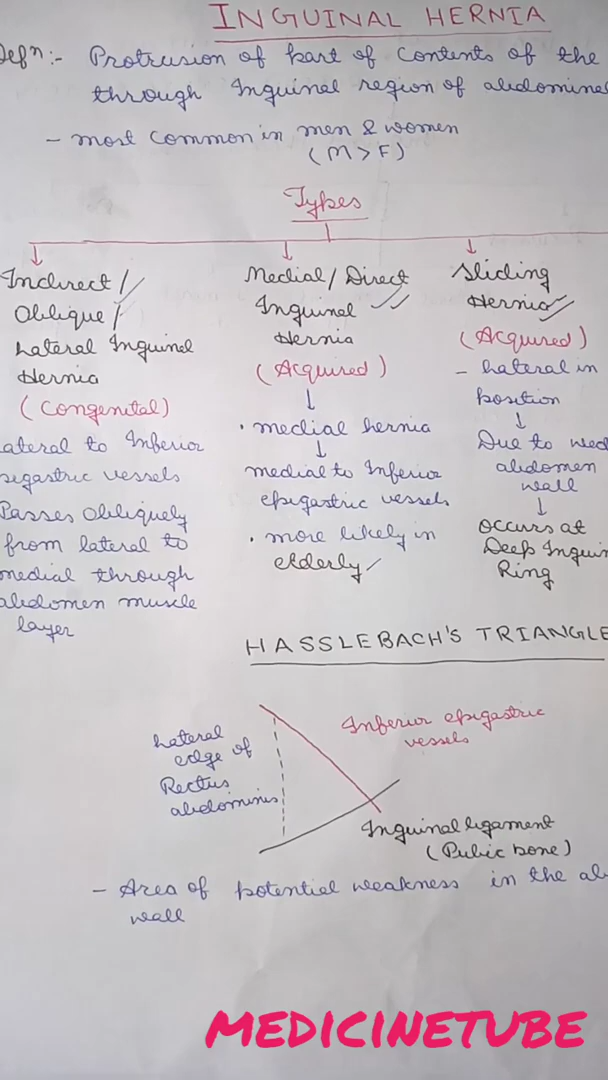 INGUINAL HERNIA
Defn:- Protrusion of part of contents of the
through Inguinal region of abdominal
- most common in men & women
(M > F)
Types
Indirect /
Oblique /
Lateral Inguinal
Hernia
(Congenital)
ateral to Inferior
pigastric vessels
Passes obliquely
from lateral to
medial through
abdomen muscle
layer
Medial / Direct
Inguinal
Hernia
(Acquired)
• medial hernia
medial to Inferior
epigastric vessels
• more likely in
elderly
Sliding
Hernia
(Acquired)
- Lateral in
position
Due to
abdomen
wall
occurs at
Deep Inguin
Ring
HASSLEBACH'S TRIANGLE
Lateral
edge of
Rectus
abdominis
Inferior epigastric
vessels
Inguinal ligament
(Pubic bone)
- Area of potential weakness in the ab
wall
MEDICINETUBE